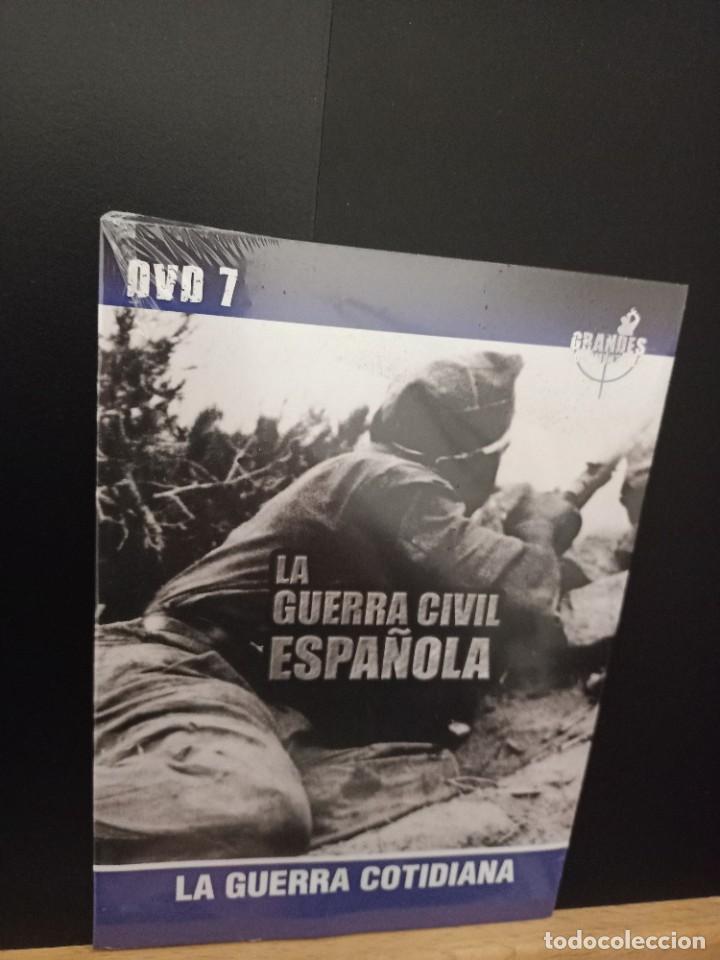 DVD 7
GRANDES
LA
GUERRA CIVIL
ESPAÑOLA
LA GUERRA COTIDIANA
todocoleccion